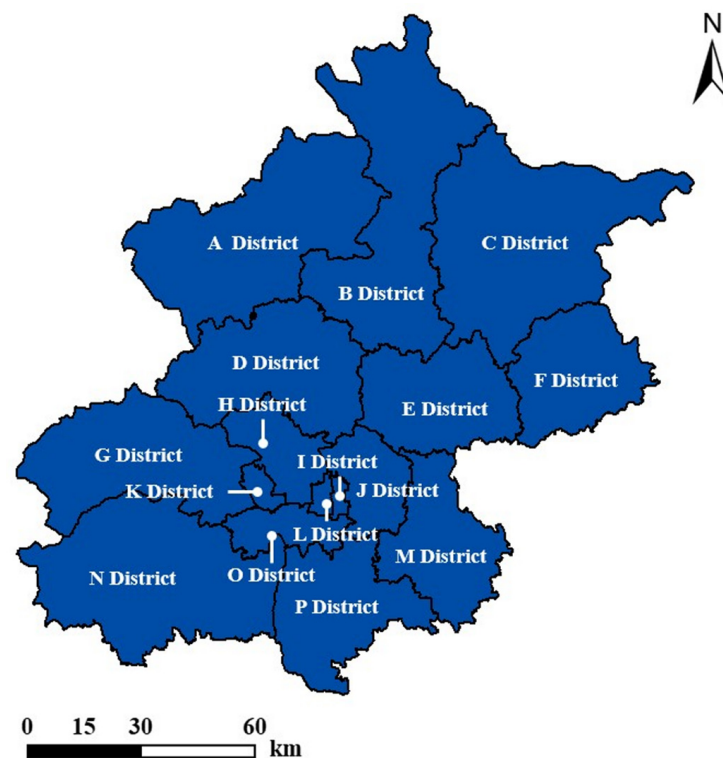 N
A District
C District
B District
D District
F District
H District
E District
G District
I District
K District
J District
L District
M District
O District
N District
P District
0 15 30 60
km